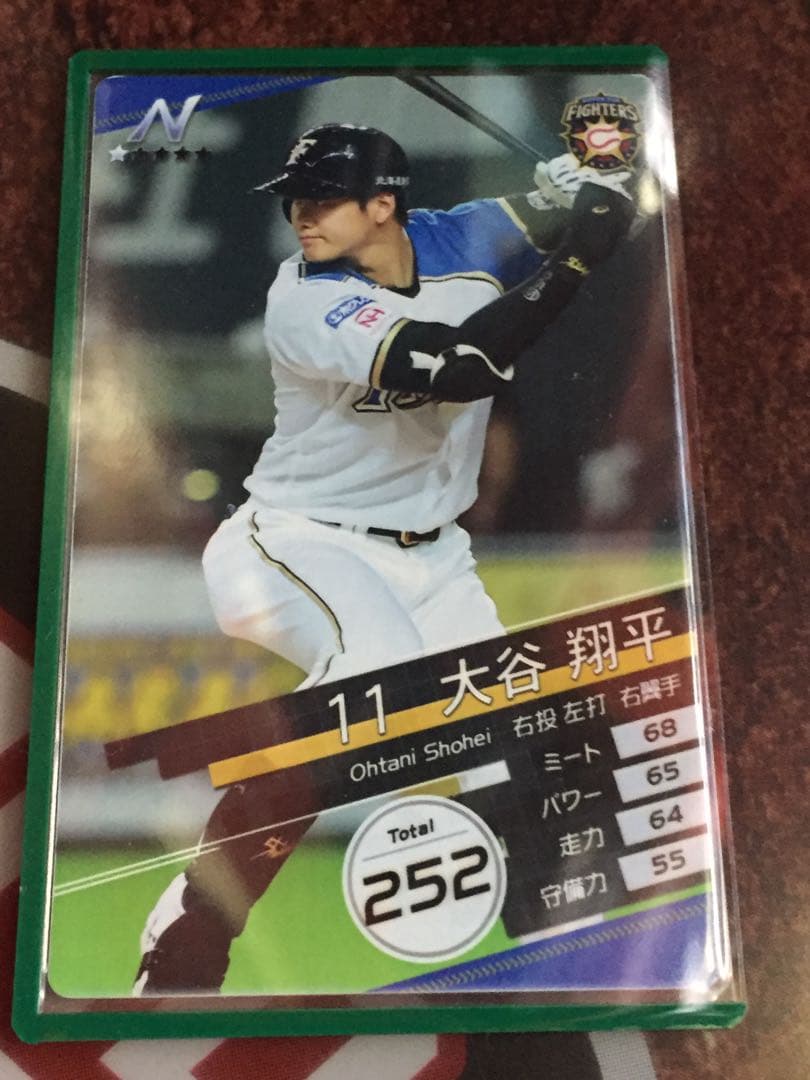 N
FIGHTERS
F
11 大谷 翔平
Ohtani Shohei 右投 左打 右翼手
ミート 68
パワー 65
走力 64
守備力 55
Total
252